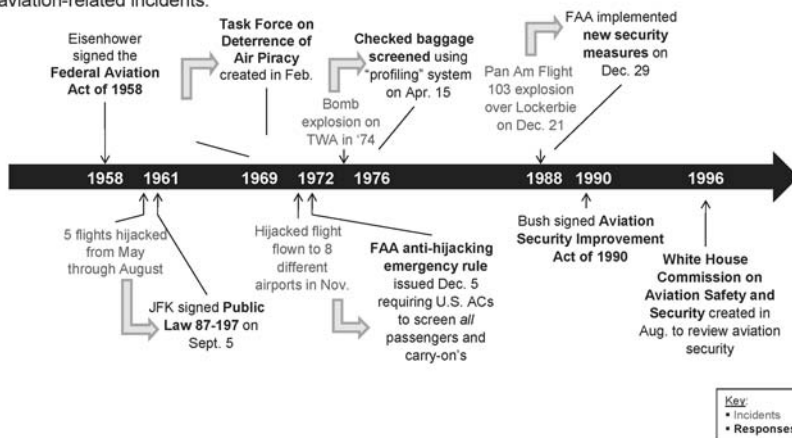 aviation-related incidents.
Eisenhower
signed the
Federal Aviation
Act of 1958
Task Force on
Deterrence of
Air Piracy
created in Feb.
Bomb
explosion on
TWA in '74
Checked baggage
screened using
"profiling" system
on Apr. 15
Pan Am Flight
103 explosion
over Lockerbie
on Dec. 21
FAA implemented
new security
measures on
Dec. 29
1958 1961 1969 1972 1976 1988 1990 1996
5 flights hijacked
from May
through August
JFK signed Public
Law 87-197 on
Sept. 5
Hijacked flight
flown to 8
different
airports in Nov.
FAA anti-hijacking
emergency rule
issued Dec. 5
requiring U.S. ACs
to screen all
passengers and
carry-on's
Bush signed Aviation
Security Improvement
Act of 1990
White House
Commission on
Aviation Safety and
Security created in
Aug. to review aviation
security
Key:
▪ Incidents
▪ Responses